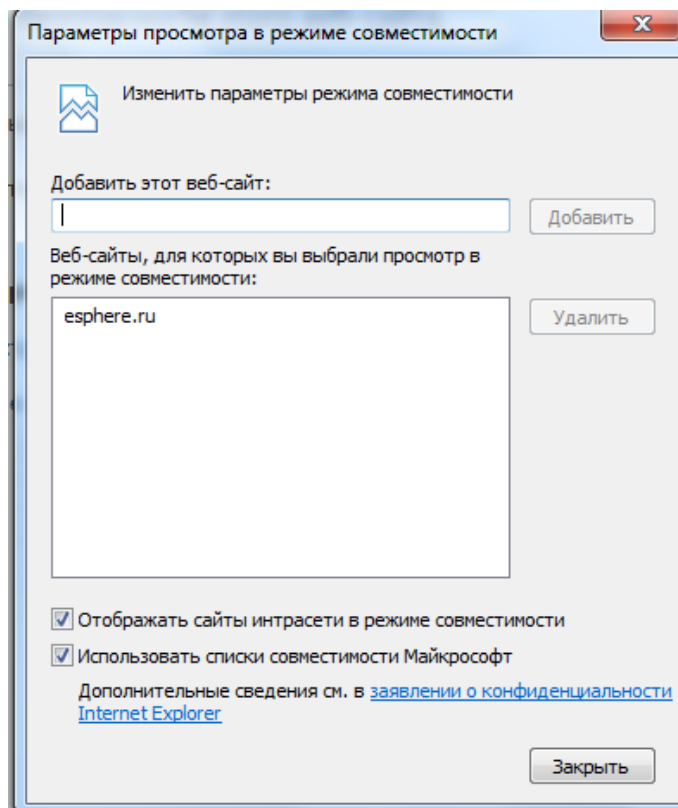 Параметры просмотра в режиме совместимости
Изменить параметры режима совместимости
Добавить этот веб-сайт:
Добавить
Веб-сайты, для которых вы выбрали просмотр в
режиме совместимости:
esphere.ru
Удалить
Отображать сайты интрасети в режиме совместимости
Использовать списки совместимости Майкрософт
Дополнительные сведения см. в заявлении о конфиденциальности
Internet Explorer
Закрыть